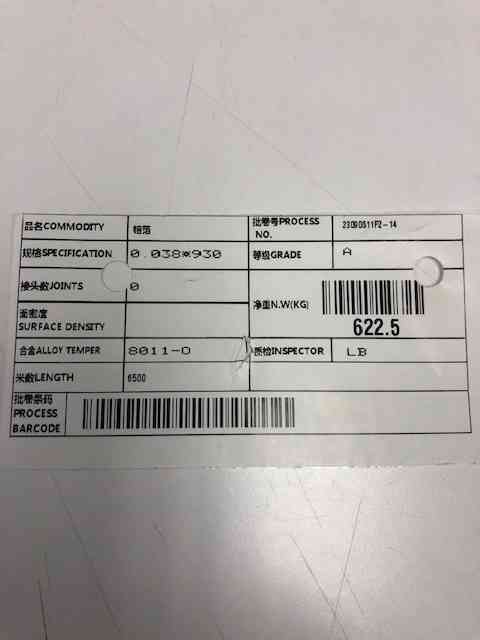 品名COMMODITY 铝箔 批卷号PROCESS NO. 23090511F2-14
规格SPECIFICATION 0.038*930 等级GRADE A
接头数JOINTS 0 净重N.W(KG) 622.5
面密度
SURFACE DENSITY
合金ALLOY TEMPER 8011-O 质检INSPECTOR LB
米数LENGTH 6500
批卷条码
PROCESS
BARCODE